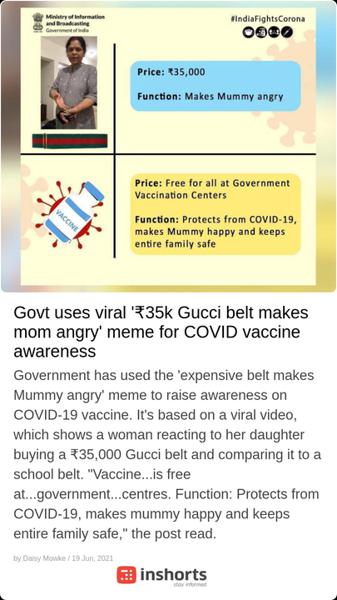 Ministry of Information
and Broadcasting
Government of India
#IndiaFightsCorona
Price: ₹35,000
Function: Makes Mummy angry
VACCINE
Price: Free for all at Government
Vaccination Centers
Function: Protects from COVID-19,
makes Mummy happy and keeps
entire family safe
Govt uses viral '₹35k Gucci belt makes
mom angry' meme for COVID vaccine
awareness
Government has used the 'expensive belt makes
Mummy angry' meme to raise awareness on
COVID-19 vaccine. It's based on a viral video,
which shows a woman reacting to her daughter
buying a ₹35,000 Gucci belt and comparing it to a
school belt. "Vaccine...is free
at...government...centres. Function: Protects from
COVID-19, makes mummy happy and keeps
entire family safe," the post read.
by Daisy Mowke / 19 Jun, 2021
inshorts
stay informed